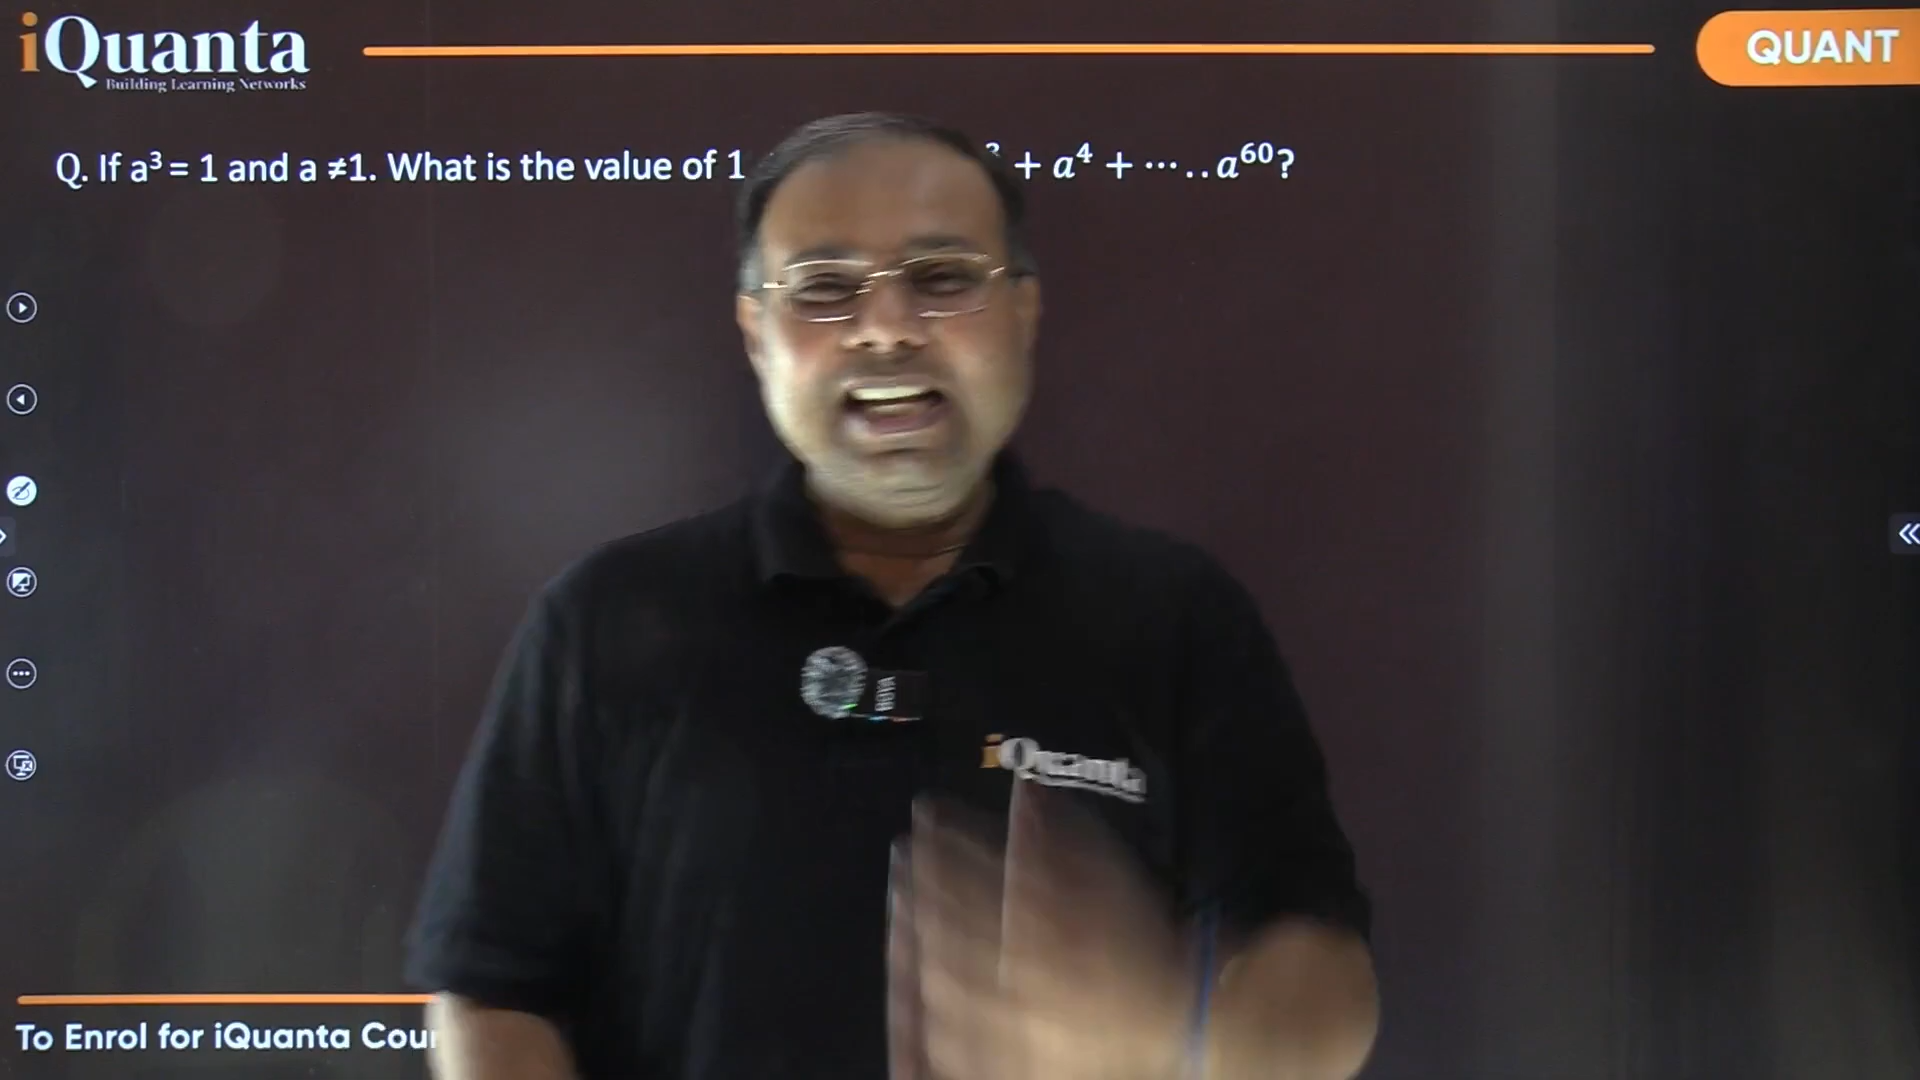 iQuanta
Building Learning Networks
QUANT
Q. If a³ = 1 and a ≠1. What is the value of 1 + a⁴ + ⋯ . . a⁶⁰?
iQuanta
To Enrol for iQuanta